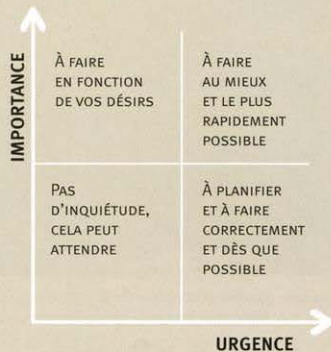 IMPORTANCE
À FAIRE
EN FONCTION
DE VOS DÉSIRS
À FAIRE
AU MIEUX
ET LE PLUS
RAPIDEMENT
POSSIBLE
PAS
D'INQUIÉTUDE,
CELA PEUT
ATTENDRE
À PLANIFIER
ET À FAIRE
CORRECTEMENT
ET DÈS QUE
POSSIBLE
URGENCE